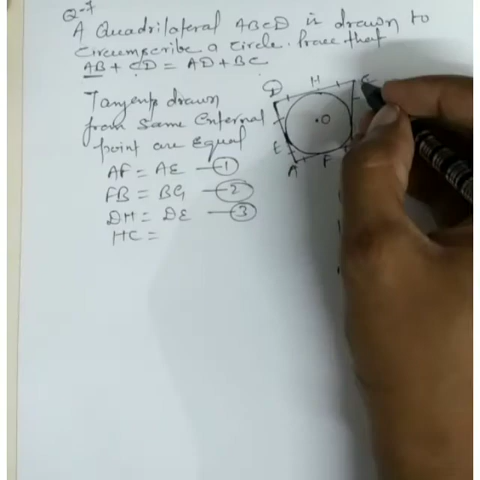 Q-7
A Quadrilateral ABCD is drawn to
circumscribe a circle. Prove that
AB + CD = AD + BC
Tangents drawn
from same external
point are equal
AF = AE — 1
FB = BG — 2
DH = DE — 3
HC =
D H C
O
E
A F